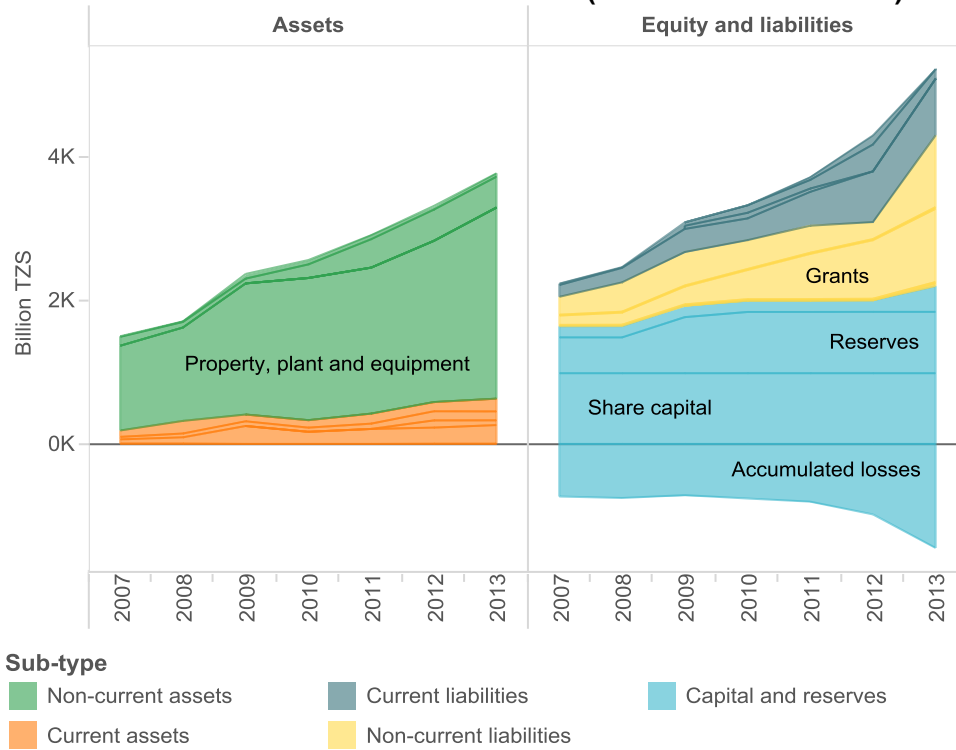 Assets
Equity and liabilities
4K
2K
0K
Billion TZS
Property, plant and equipment
Grants
Reserves
Share capital
Accumulated losses
2007 2008 2009 2010 2011 2012 2013
2007 2008 2009 2010 2011 2012 2013
Sub-type
Non-current assets
Current liabilities
Capital and reserves
Current assets
Non-current liabilities